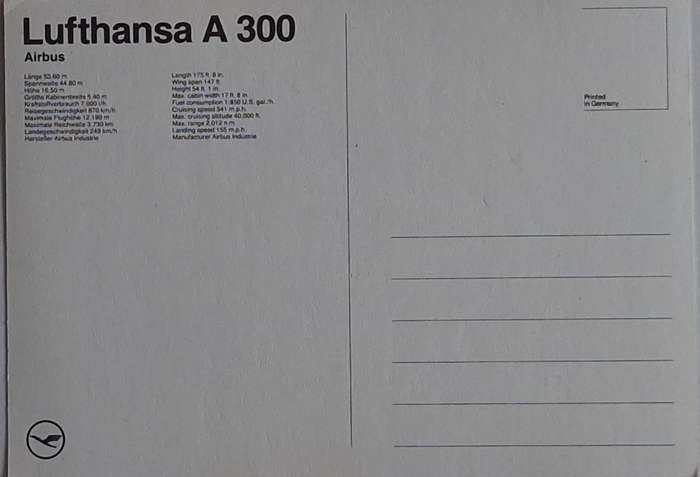 Lufthansa A 300
Airbus
Länge 53,60 m
Spannweite 44,80 m
Höhe 16,50 m
Größte Kabinenbreite 5,40 m
Kraftstoffverbrauch 7.000 l/h
Reisegeschwindigkeit 870 km/h
Maximale Flughöhe 12.190 m
Maximale Reichweite 3.730 km
Landegeschwindigkeit 249 km/h
Hersteller Airbus Industrie
Length 175 ft. 8 in.
Wing span 147 ft.
Height 54 ft. 1 in.
Max. cabin width 17 ft. 8 in.
Fuel consumption 1.850 U.S. gal./h.
Cruising speed 541 m.p.h.
Max. cruising altitude 40,000 ft.
Max. range 2,012 n.m.
Landing speed 155 m.p.h.
Manufacturer Airbus Industrie
Printed
in Germany